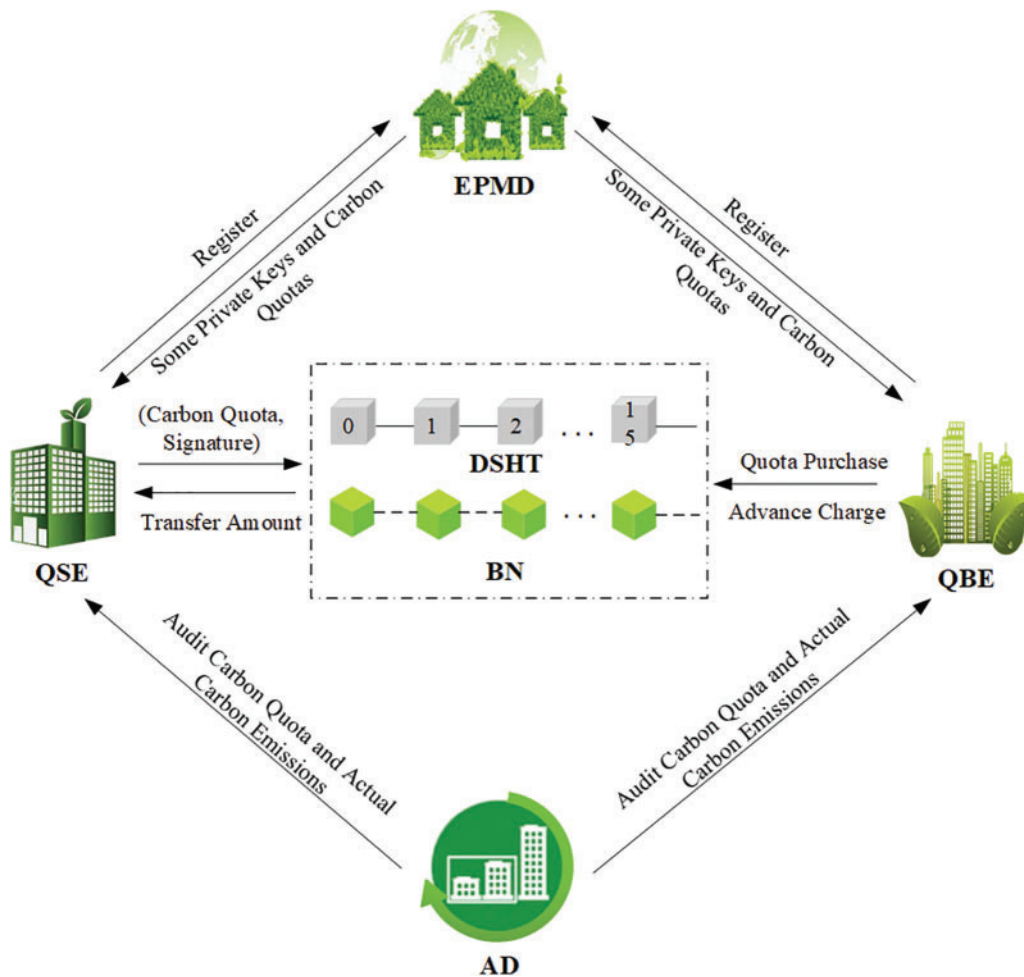 EPMD
Register
Some Private Keys and Carbon
Quotas
Register
Some Private Keys and Carbon
Quotas
(Carbon Quota,
Signature)
Transfer Amount
QSE
0
1
2
. . .
1
5
DSHT
. . .
BN
Quota Purchase
Advance Charge
QBE
Audit Carbon Quota and Actual
Carbon Emissions
Audit Carbon Quota and Actual
Carbon Emissions
AD